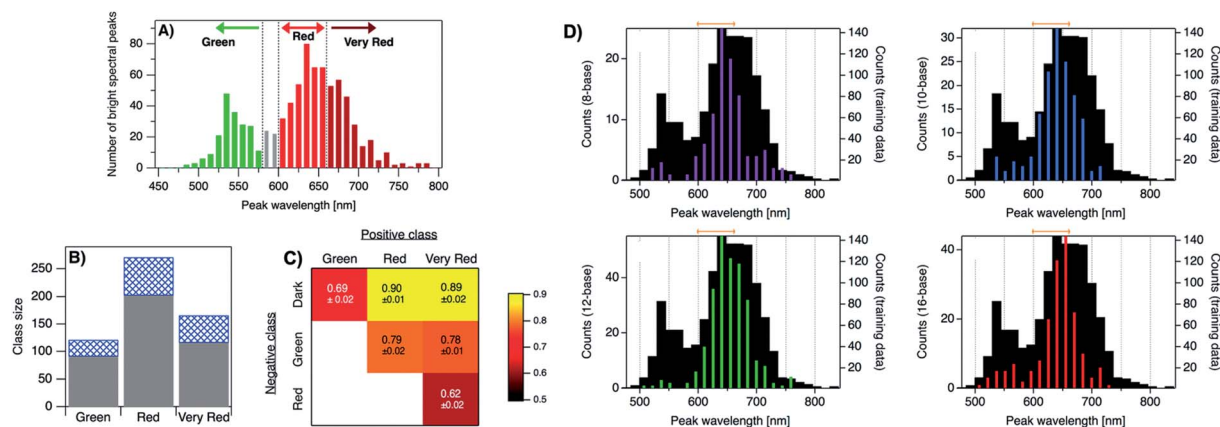 A)
Green
Red
Very Red
Number of bright spectral peaks
80
60
40
20
0
450 500 550 600 650 700 750 800
Peak wavelength [nm]
B)
Class size
250
200
150
100
50
0
Green Red Very Red
C)
Positive class
Green Red Very Red
Negative class
Dark
Green
Red
0.69 0.90 0.89
± 0.02 ±0.01 ±0.02
0.79 0.78
±0.02 ±0.01
0.62
±0.02
0.9
0.8
0.7
0.6
0.5
D)
Counts (8-base)
20
10
0
500 600 700 800
Peak wavelength [nm]
140
120
100
80
60
40
20
Counts (training data)
Counts (10-base)
30
25
20
15
10
5
0
500 600 700 800
Peak wavelength [nm]
140
120
100
80
60
40
20
Counts (training data)
Counts (12-base)
40
20
0
500 600 700 800
Peak wavelength [nm]
140
120
100
80
60
40
20
Counts (training data)
Counts (16-base)
40
20
0
500 600 700 800
Peak wavelength [nm]
140
120
100
80
60
40
20
Counts (training data)